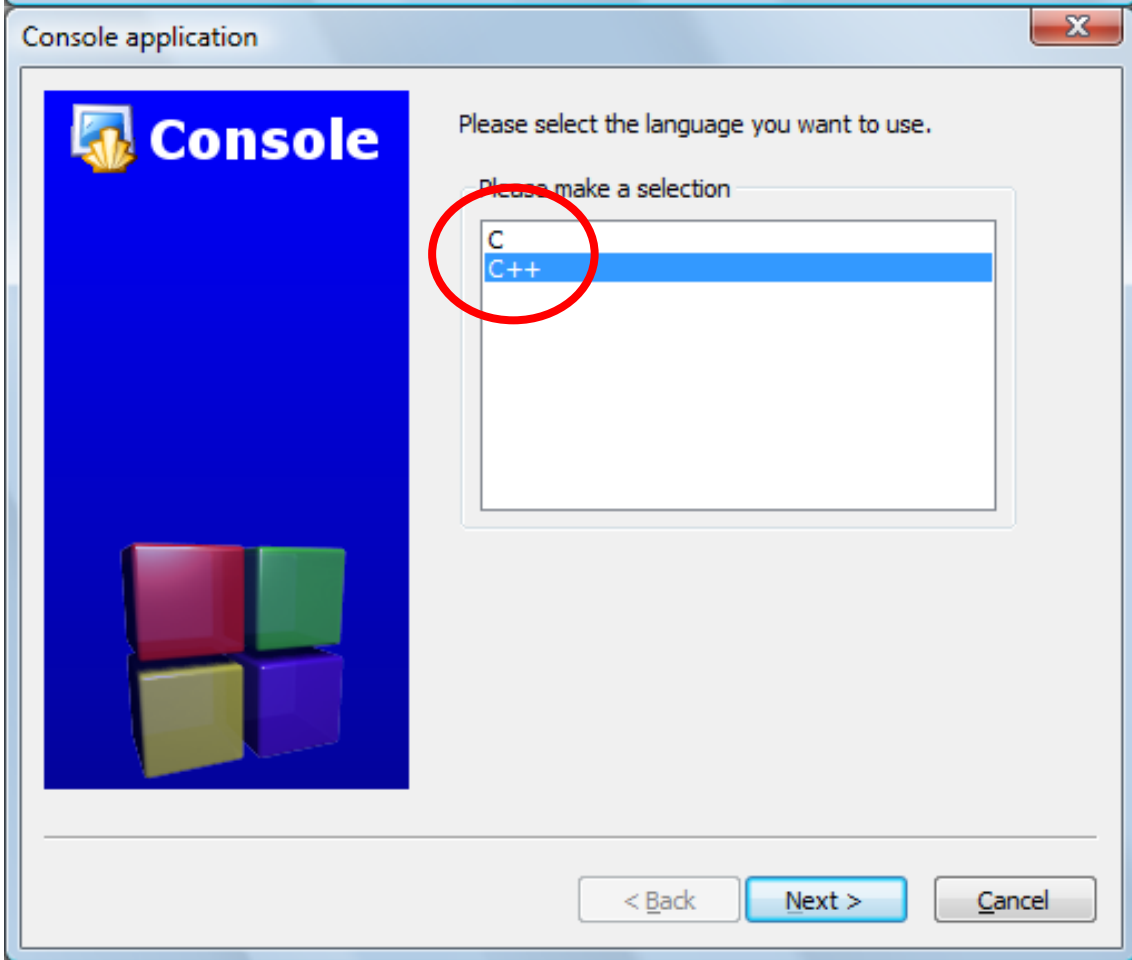 Console application
Console
Please select the language you want to use.
Please make a selection
C
C++
< Back
Next >
Cancel